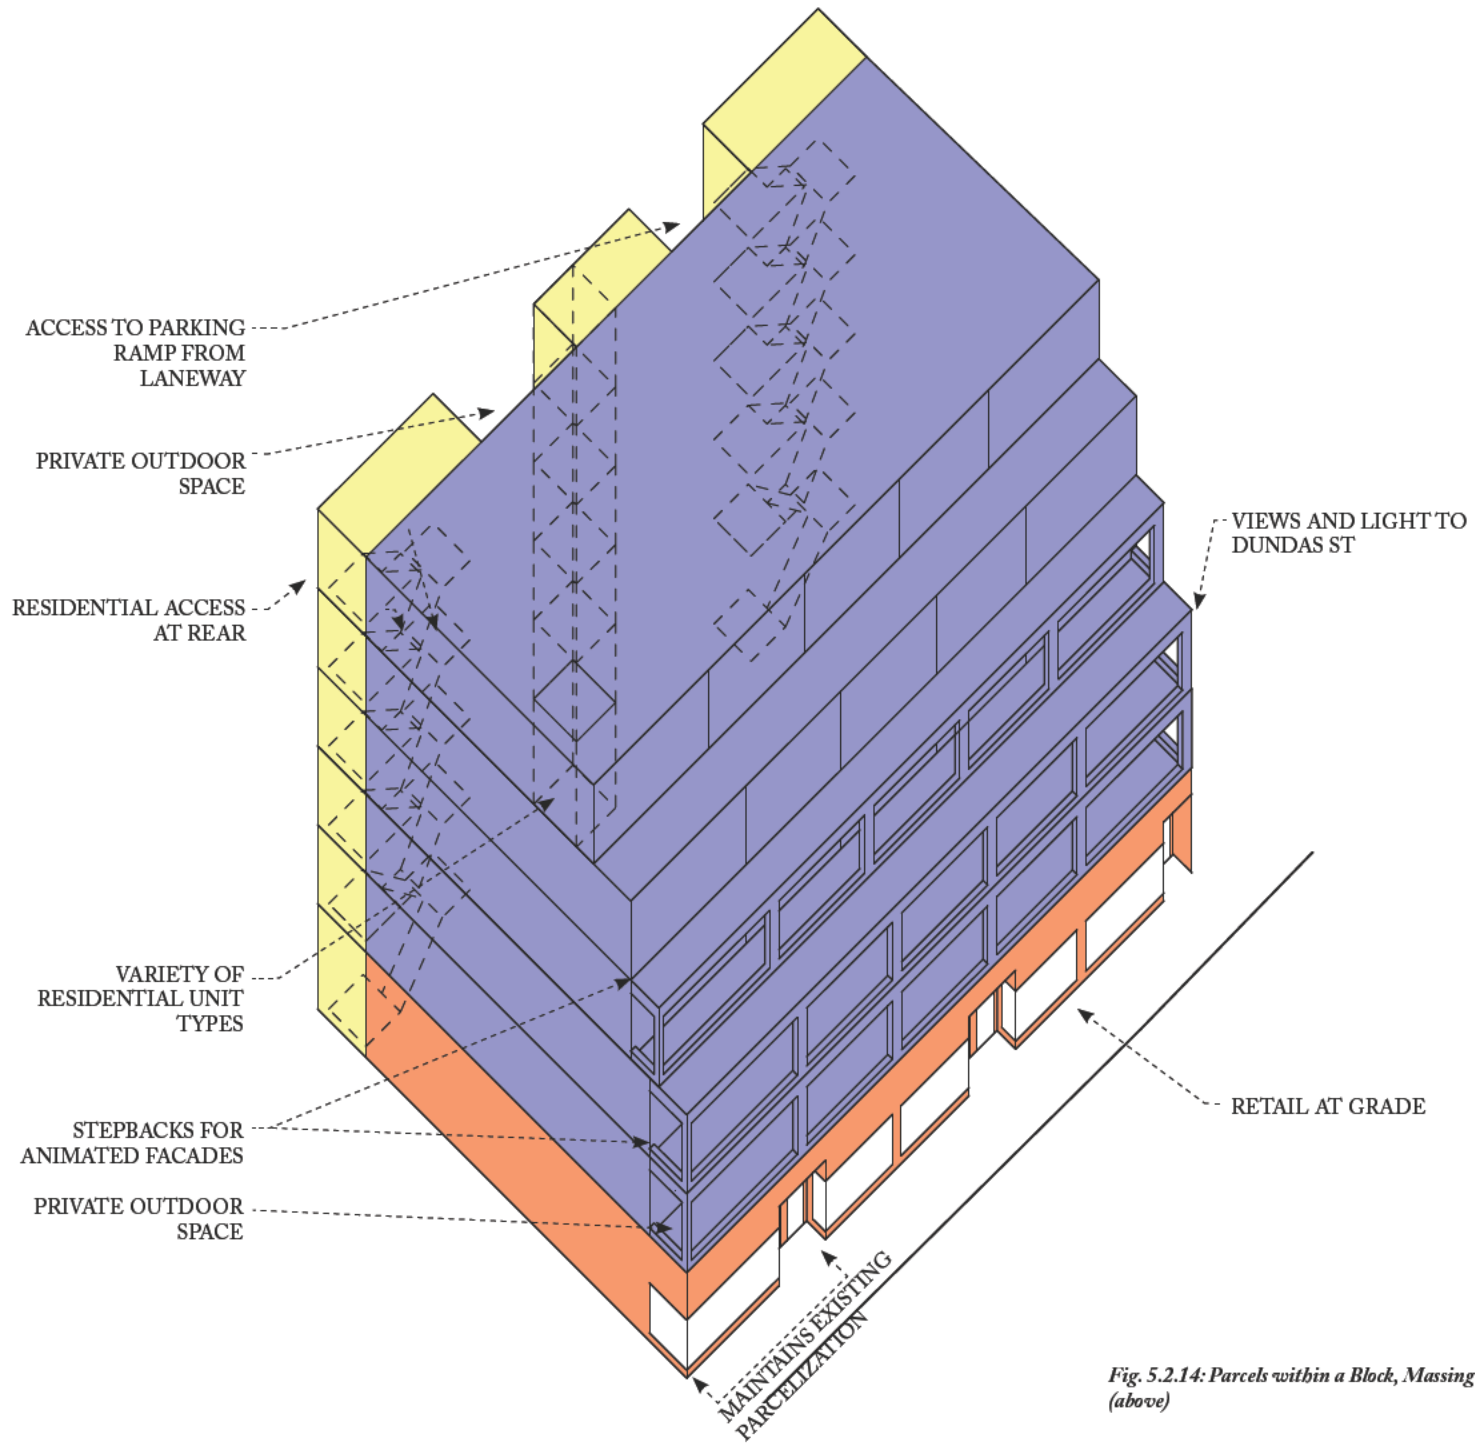 ACCESS TO PARKING
RAMP FROM
LANEWAY
PRIVATE OUTDOOR
SPACE
VIEWS AND LIGHT TO
DUNDAS ST
RESIDENTIAL ACCESS
AT REAR
VARIETY OF
RESIDENTIAL UNIT
TYPES
RETAIL AT GRADE
STEPBACKS FOR
ANIMATED FACADES
PRIVATE OUTDOOR
SPACE
MAINTAINS EXISTING
PARCELIZATION
Fig. 5.2.14: Parcels within a Block, Massing
(above)